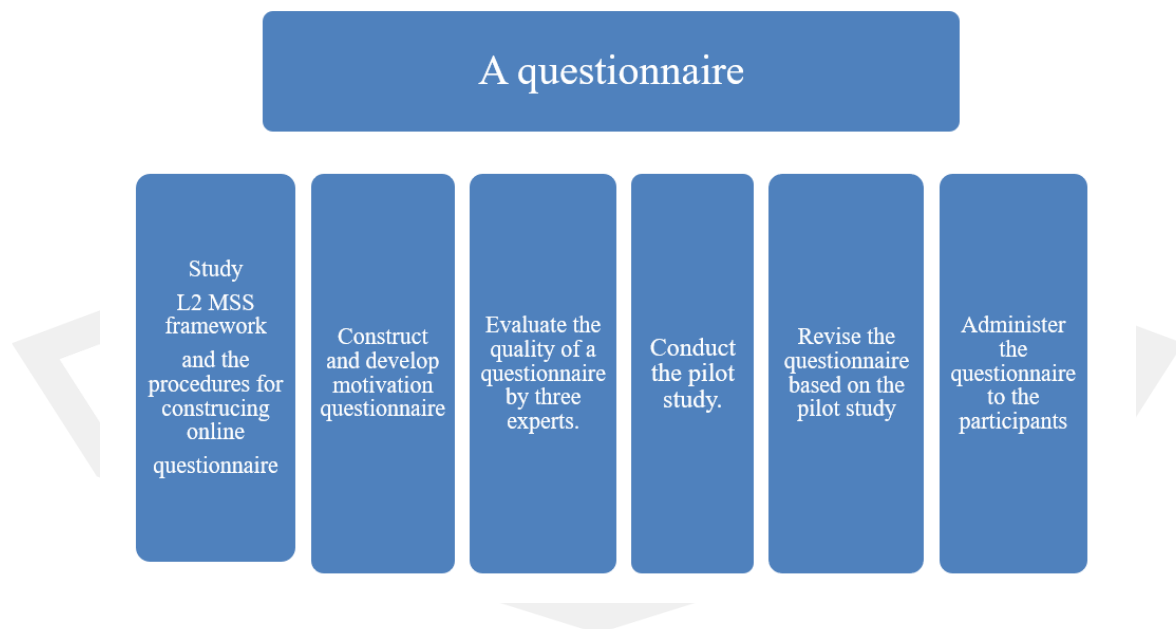 A questionnaire
Study
L2 MSS
framework
and the
procedures for
construcing
online
questionnaire
Construct
and develop
motivation
questionnaire
Evaluate the
quality of a
questionnaire
by three
experts.
Conduct
the pilot
study.
Revise the
questionnaire
based on the
pilot study
Administer
the
questionnaire
to the
participants